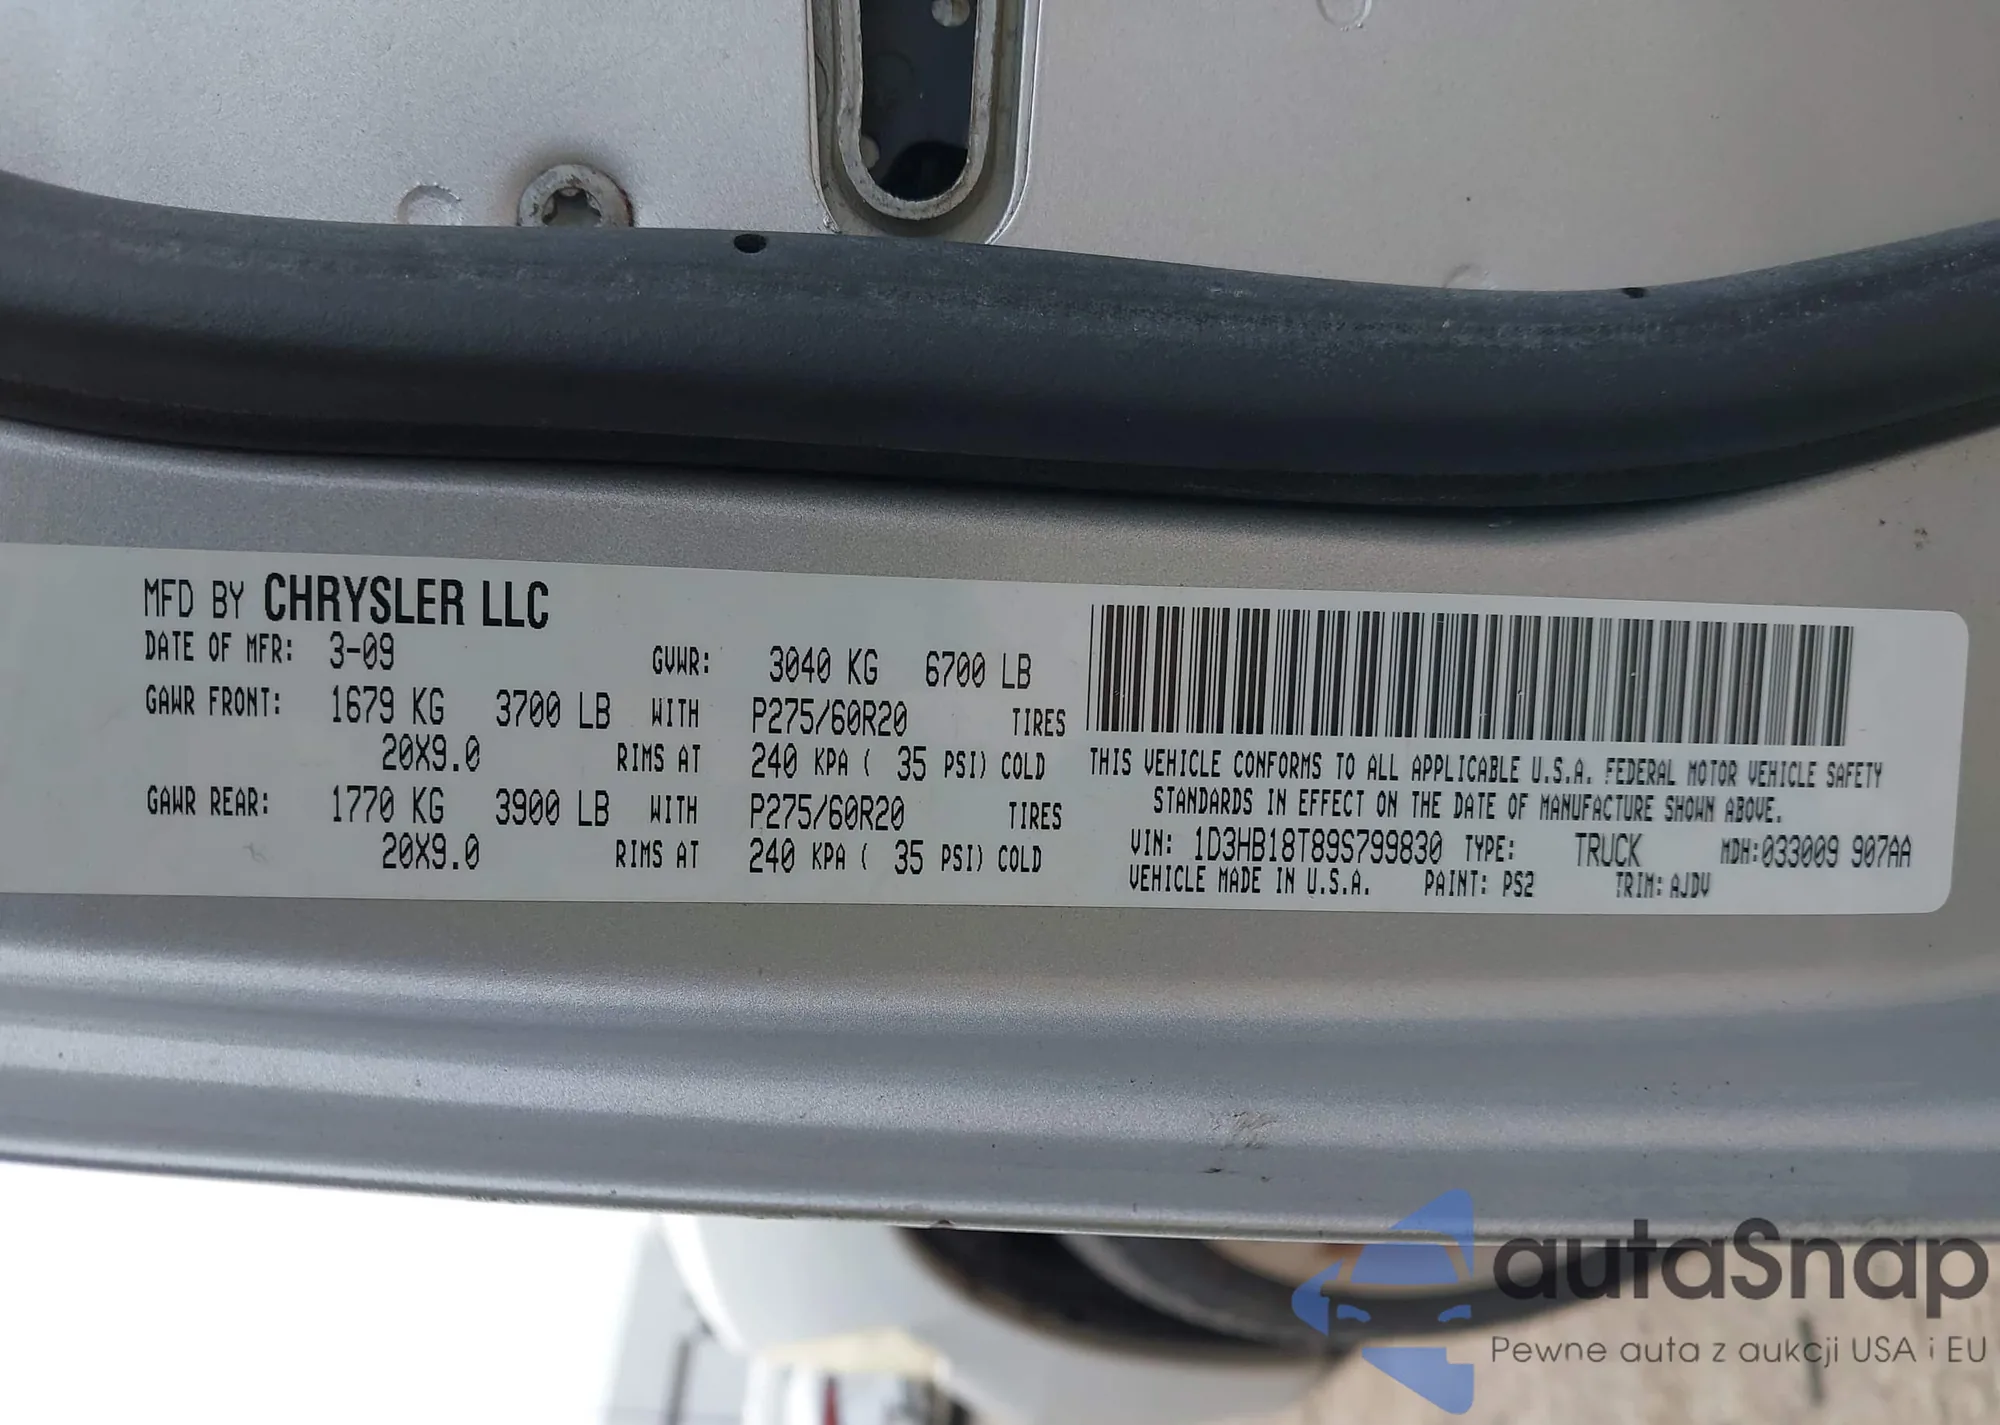 MFD BY CHRYSLER LLC
DATE OF MFR: 3-09 GVWR: 3040 KG 6700 LB
GAWR FRONT: 1679 KG 3700 LB WITH P275/60R20 TIRES
20X9.0 RIMS AT 240 KPA ( 35 PSI) COLD
GAWR REAR: 1770 KG 3900 LB WITH P275/60R20 TIRES
20X9.0 RIMS AT 240 KPA ( 35 PSI) COLD
THIS VEHICLE CONFORMS TO ALL APPLICABLE U.S.A. FEDERAL MOTOR VEHICLE SAFETY
STANDARDS IN EFFECT ON THE DATE OF MANUFACTURE SHOWN ABOVE.
VIN: 1D3HB18T89S799830 TYPE: TRUCK MDH:033009 907AA
VEHICLE MADE IN U.S.A. PAINT: PS2 TRIM: AJDV
autaSnap
Pewne auta z aukcji USA i EU